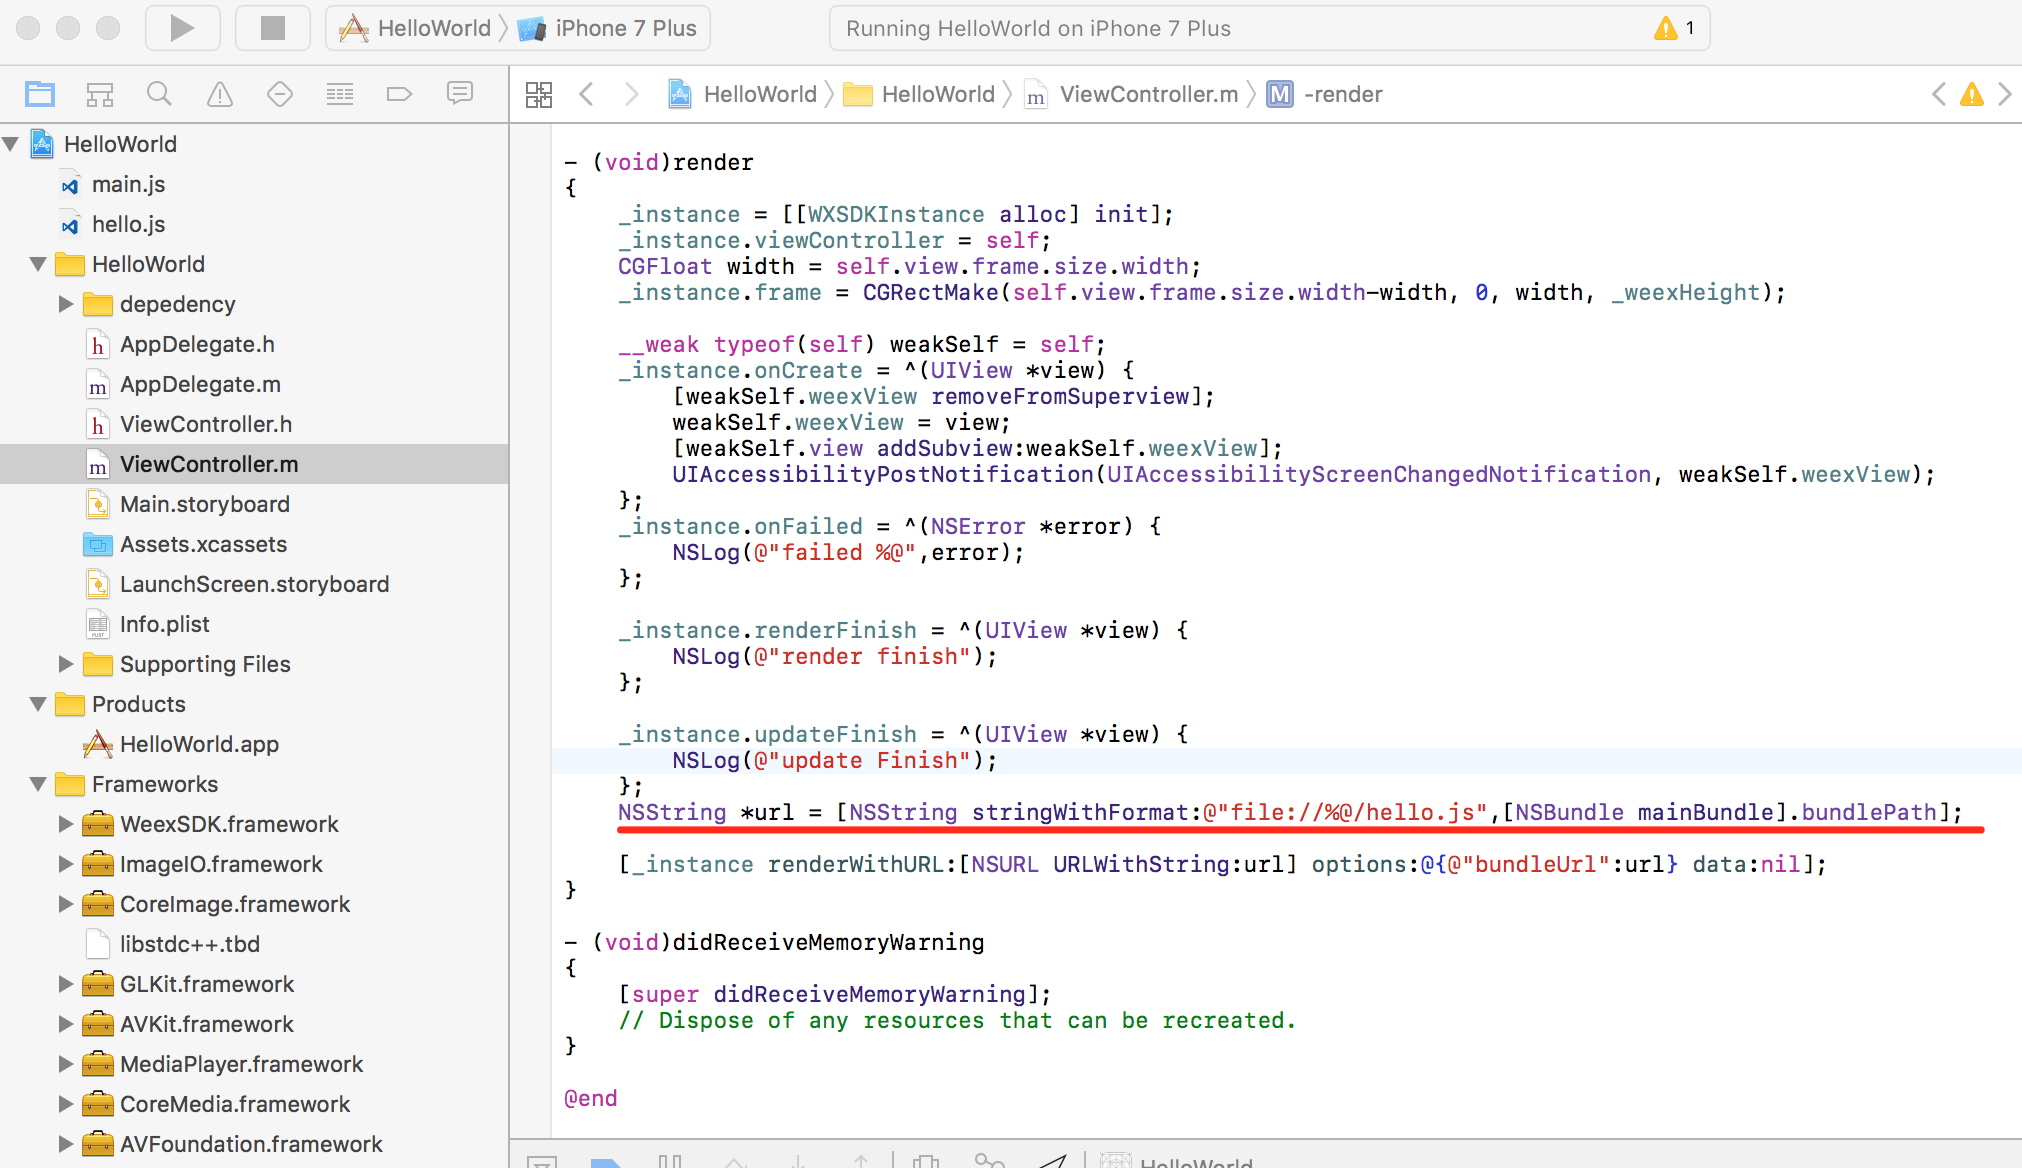 HelloWorld
iPhone 7 Plus
Running HelloWorld on iPhone 7 Plus
1
HelloWorld
HelloWorld
m
ViewController.m
M
-render
HelloWorld
main.js
hello.js
HelloWorld
depedency
h AppDelegate.h
m AppDelegate.m
h ViewController.h
m ViewController.m
Main.storyboard
Assets.xcassets
LaunchScreen.storyboard
PLIST Info.plist
Supporting Files
Products
HelloWorld.app
Frameworks
WeexSDK.framework
ImageIO.framework
CoreImage.framework
libstdc++.tbd
GLKit.framework
AVKit.framework
MediaPlayer.framework
CoreMedia.framework
AVFoundation.framework
- (void)render
{
_instance = [[WXSDKInstance alloc] init];
_instance.viewController = self;
CGFloat width = self.view.frame.size.width;
_instance.frame = CGRectMake(self.view.frame.size.width-width, 0, width, _weexHeight);
__weak typeof(self) weakSelf = self;
_instance.onCreate = ^(UIView *view) {
[weakSelf.weexView removeFromSuperview];
weakSelf.weexView = view;
[weakSelf.view addSubview:weakSelf.weexView];
UIAccessibilityPostNotification(UIAccessibilityScreenChangedNotification, weakSelf.weexView);
};
_instance.onFailed = ^(NSError *error) {
NSLog(@"failed %@",error);
};
_instance.renderFinish = ^(UIView *view) {
NSLog(@"render finish");
};
_instance.updateFinish = ^(UIView *view) {
NSLog(@"update Finish");
};
NSString *url = [NSString stringWithFormat:@"file://%@/hello.js",[NSBundle mainBundle].bundlePath];
[_instance renderWithURL:[NSURL URLWithString:url] options:@{@"bundleUrl":url} data:nil];
}
- (void)didReceiveMemoryWarning
{
[super didReceiveMemoryWarning];
// Dispose of any resources that can be recreated.
}
@end
HelloWorld